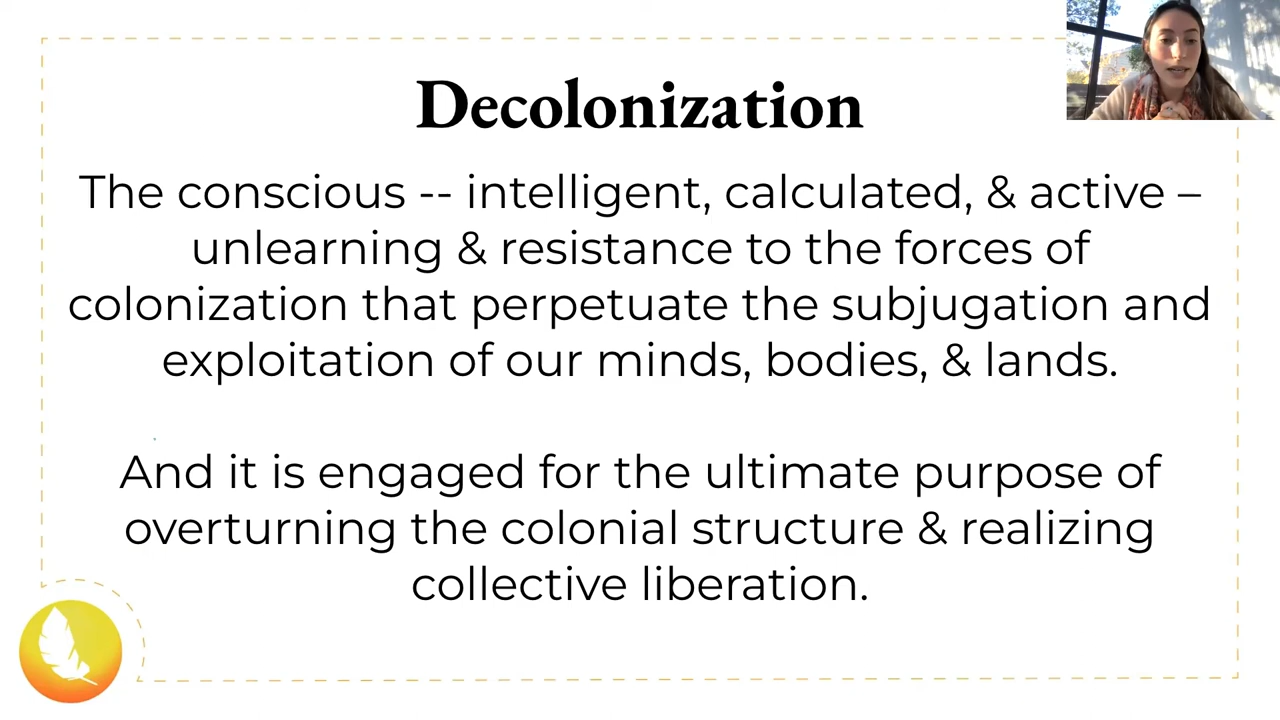 Decolonization
The conscious -- intelligent, calculated, & active –
unlearning & resistance to the forces of
colonization that perpetuate the subjugation and
exploitation of our minds, bodies, & lands.
And it is engaged for the ultimate purpose of
overturning the colonial structure & realizing
collective liberation.